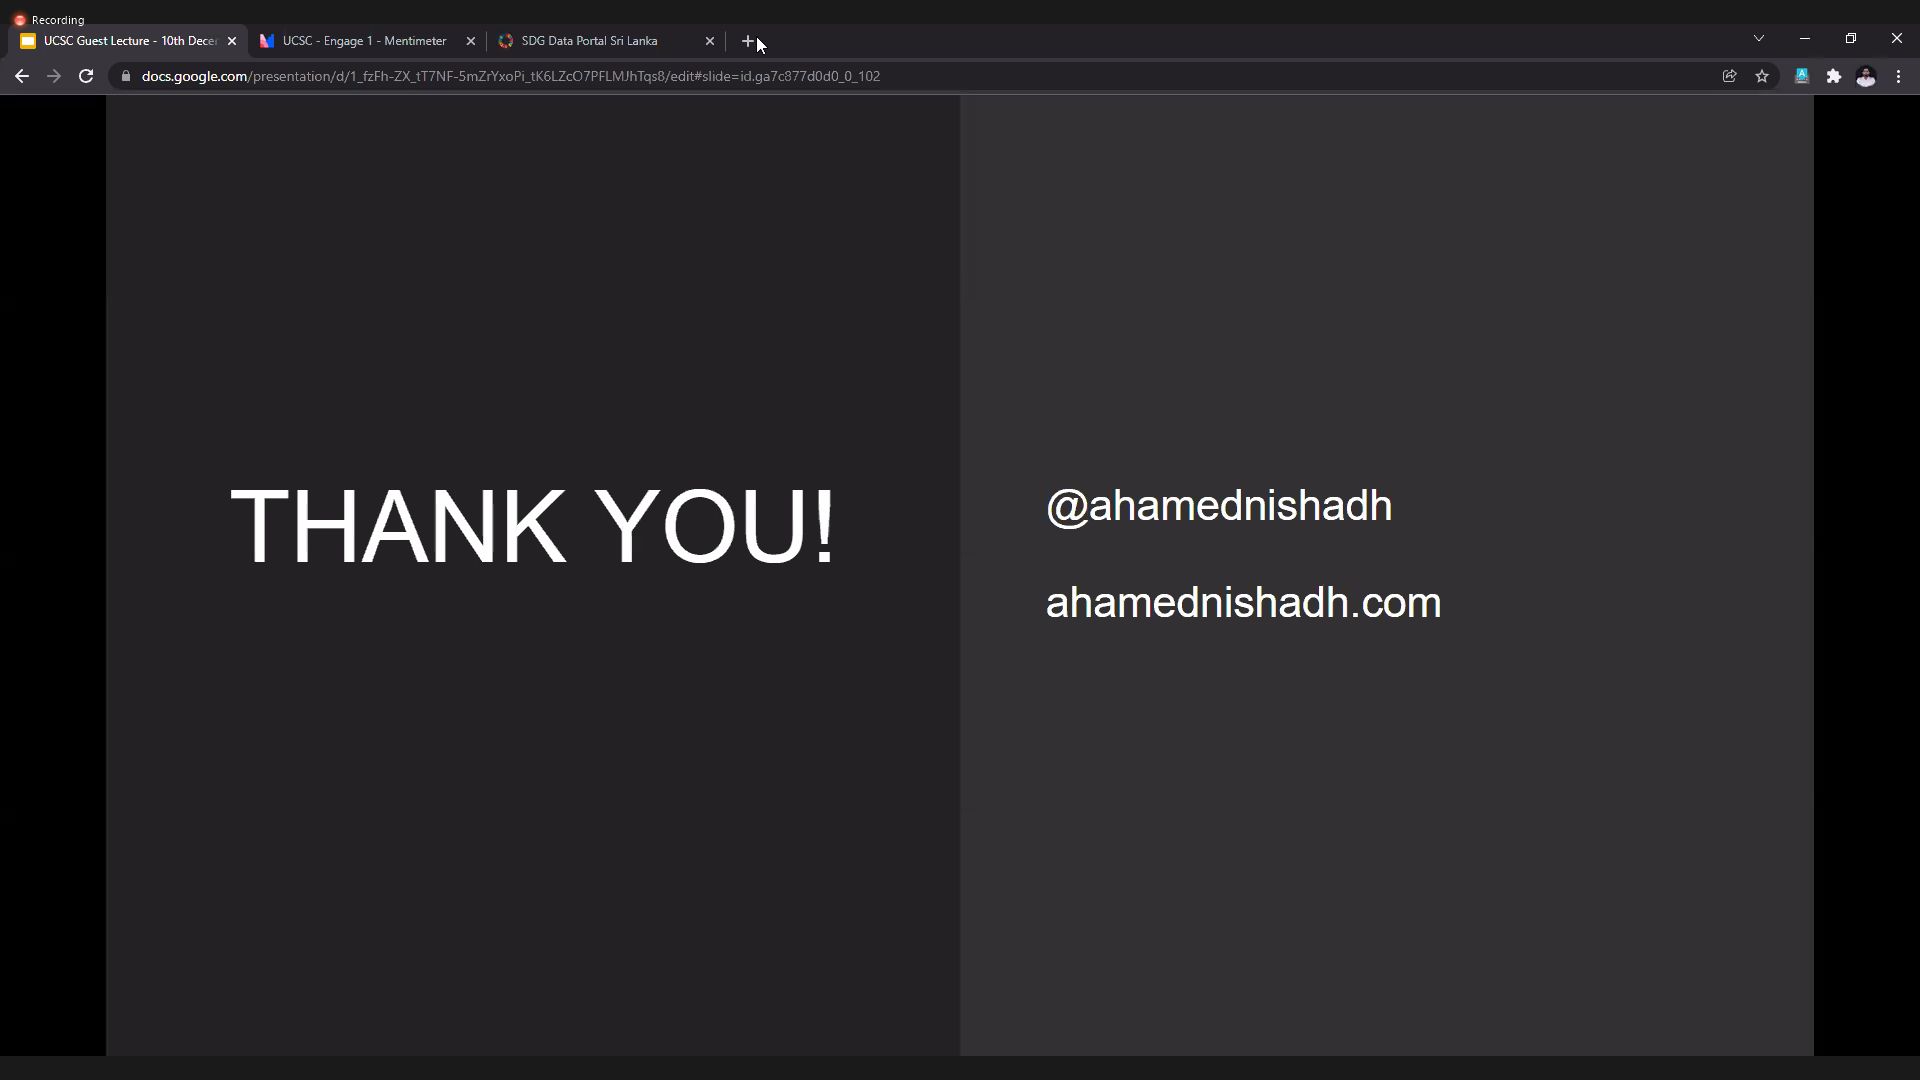 Recording
UCSC Guest Lecture - 10th Dece
UCSC - Engage 1 - Mentimeter
SDG Data Portal Sri Lanka
docs.google.com/presentation/d/1_fzFh-ZX_tT7NF-5mZrYxoPi_tK6LZcO7PFLMJhTqs8/edit#slide=id.ga7c877d0d0_0_102
THANK YOU!
@ahamednishadh
ahamednishadh.com